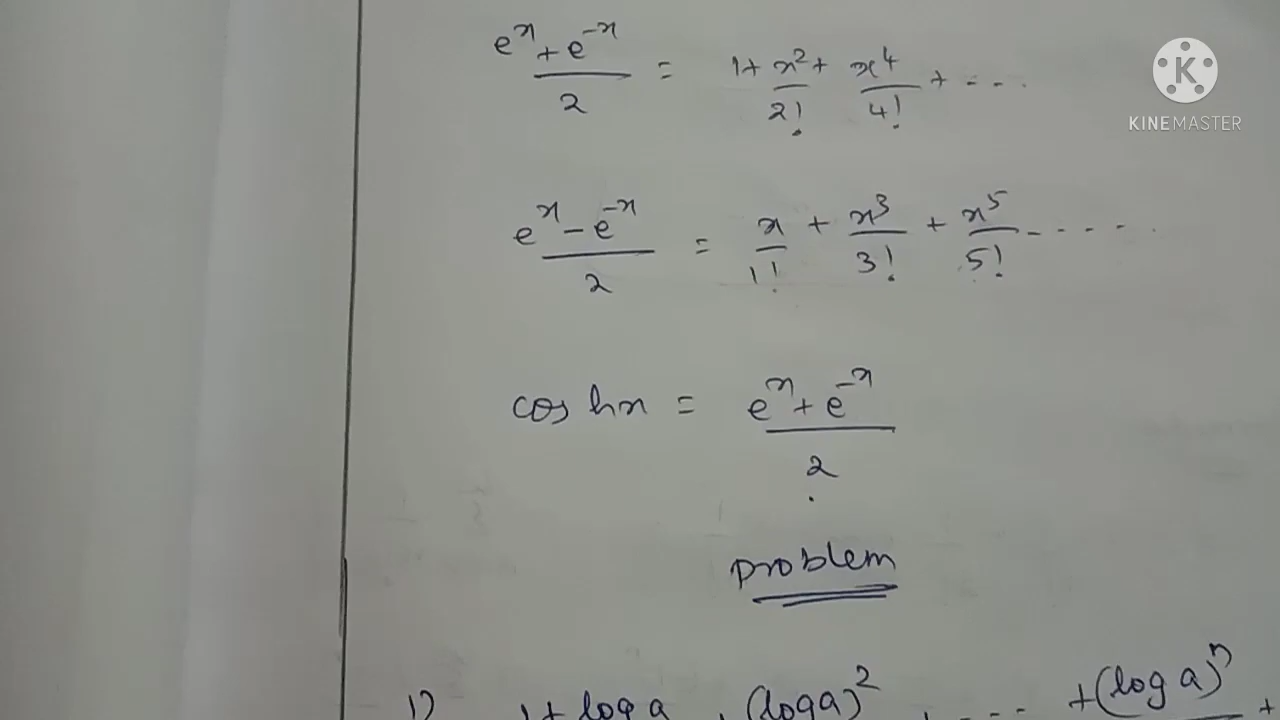 K
KINEMASTER
e^x + e^-x / 2 = 1 + x^2/2! + x^4/4! + ---.
e^x - e^-x / 2 = x/1! + x^3/3! + x^5/5! -----.
cos hx = e^x + e^-x / 2
problem
1) 1 + log a (log a)^2 --- + (log a)^n +